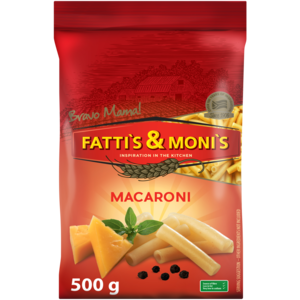 Bravo Mama!
FATTI'S & MONI'S
INSPIRATION IN THE KITCHEN
MACARONI
500 g